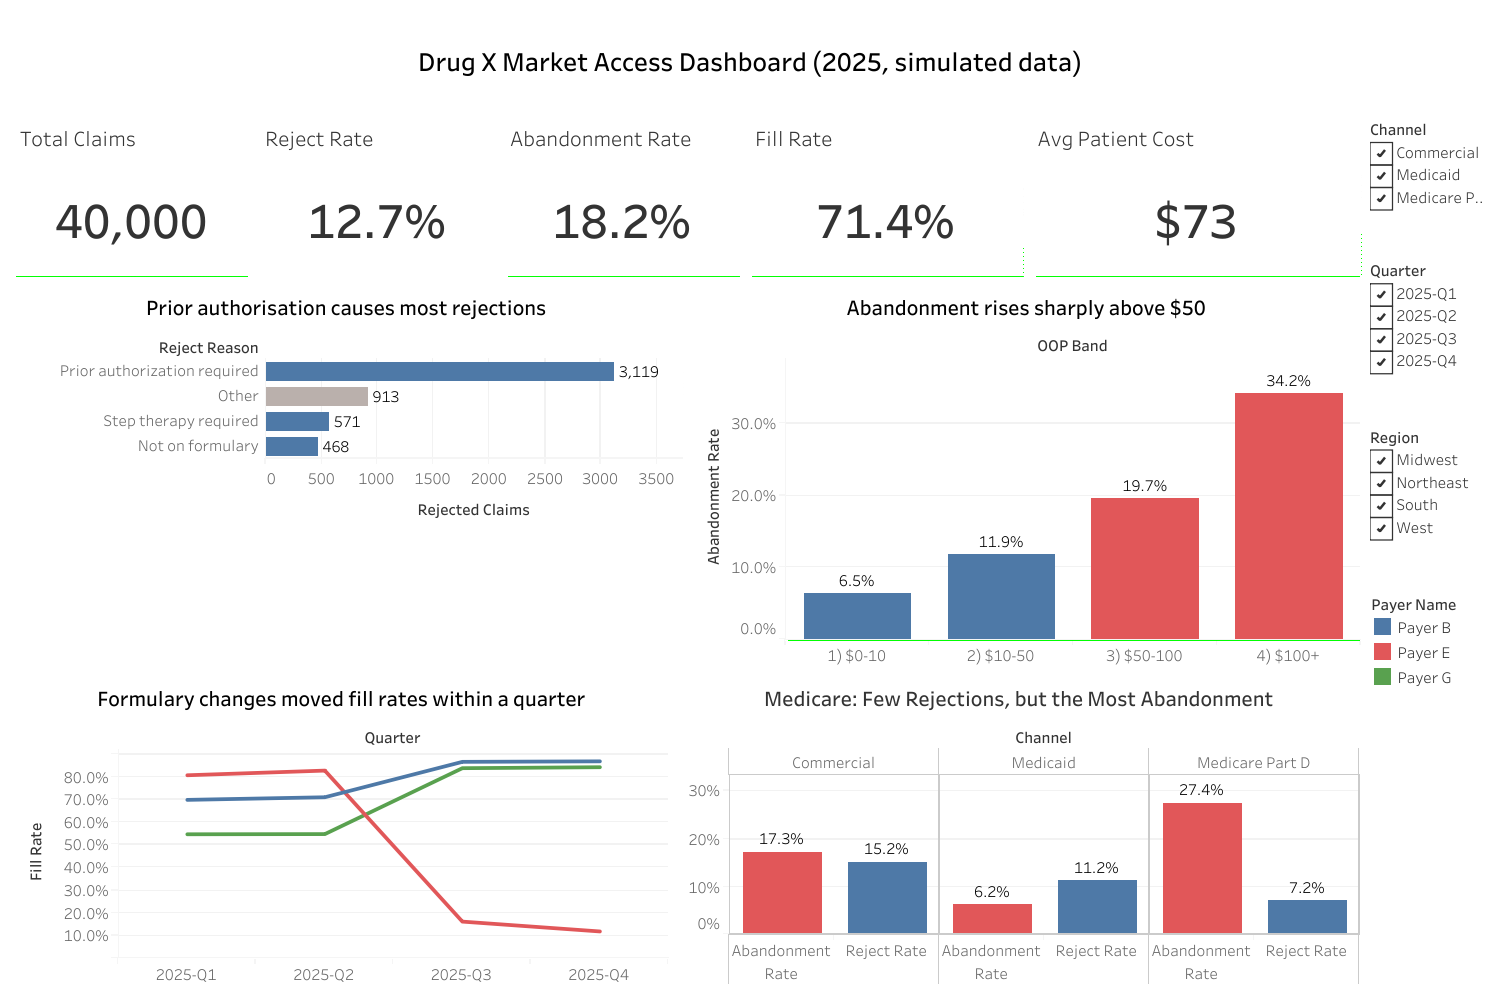 Drug X Market Access Dashboard (2025, simulated data)
Total Claims
40,000
Reject Rate
12.7%
Abandonment Rate
18.2%
Fill Rate
71.4%
Avg Patient Cost
$73
Channel
Commercial
Medicaid
Medicare P..
Quarter
2025-Q1
2025-Q2
2025-Q3
2025-Q4
Region
Midwest
Northeast
South
West
Payer Name
Payer B
Payer E
Payer G
Prior authorisation causes most rejections
Reject Reason
Prior authorization required 3,119
Other 913
Step therapy required 571
Not on formulary 468
0 500 1000 1500 2000 2500 3000 3500
Rejected Claims
Abandonment rises sharply above $50
OOP Band
Abandonment Rate
30.0%
20.0%
10.0%
0.0%
6.5%
11.9%
19.7%
34.2%
1) $0-10 2) $10-50 3) $50-100 4) $100+
Formulary changes moved fill rates within a quarter
Quarter
Fill Rate
80.0%
70.0%
60.0%
50.0%
40.0%
30.0%
20.0%
10.0%
2025-Q1 2025-Q2 2025-Q3 2025-Q4
Medicare: Few Rejections, but the Most Abandonment
Channel
Commercial Medicaid Medicare Part D
30%
20%
10%
0%
17.3%
15.2%
6.2%
11.2%
27.4%
7.2%
Abandonment
Rate
Reject Rate
Abandonment
Rate
Reject Rate
Abandonment
Rate
Reject Rate